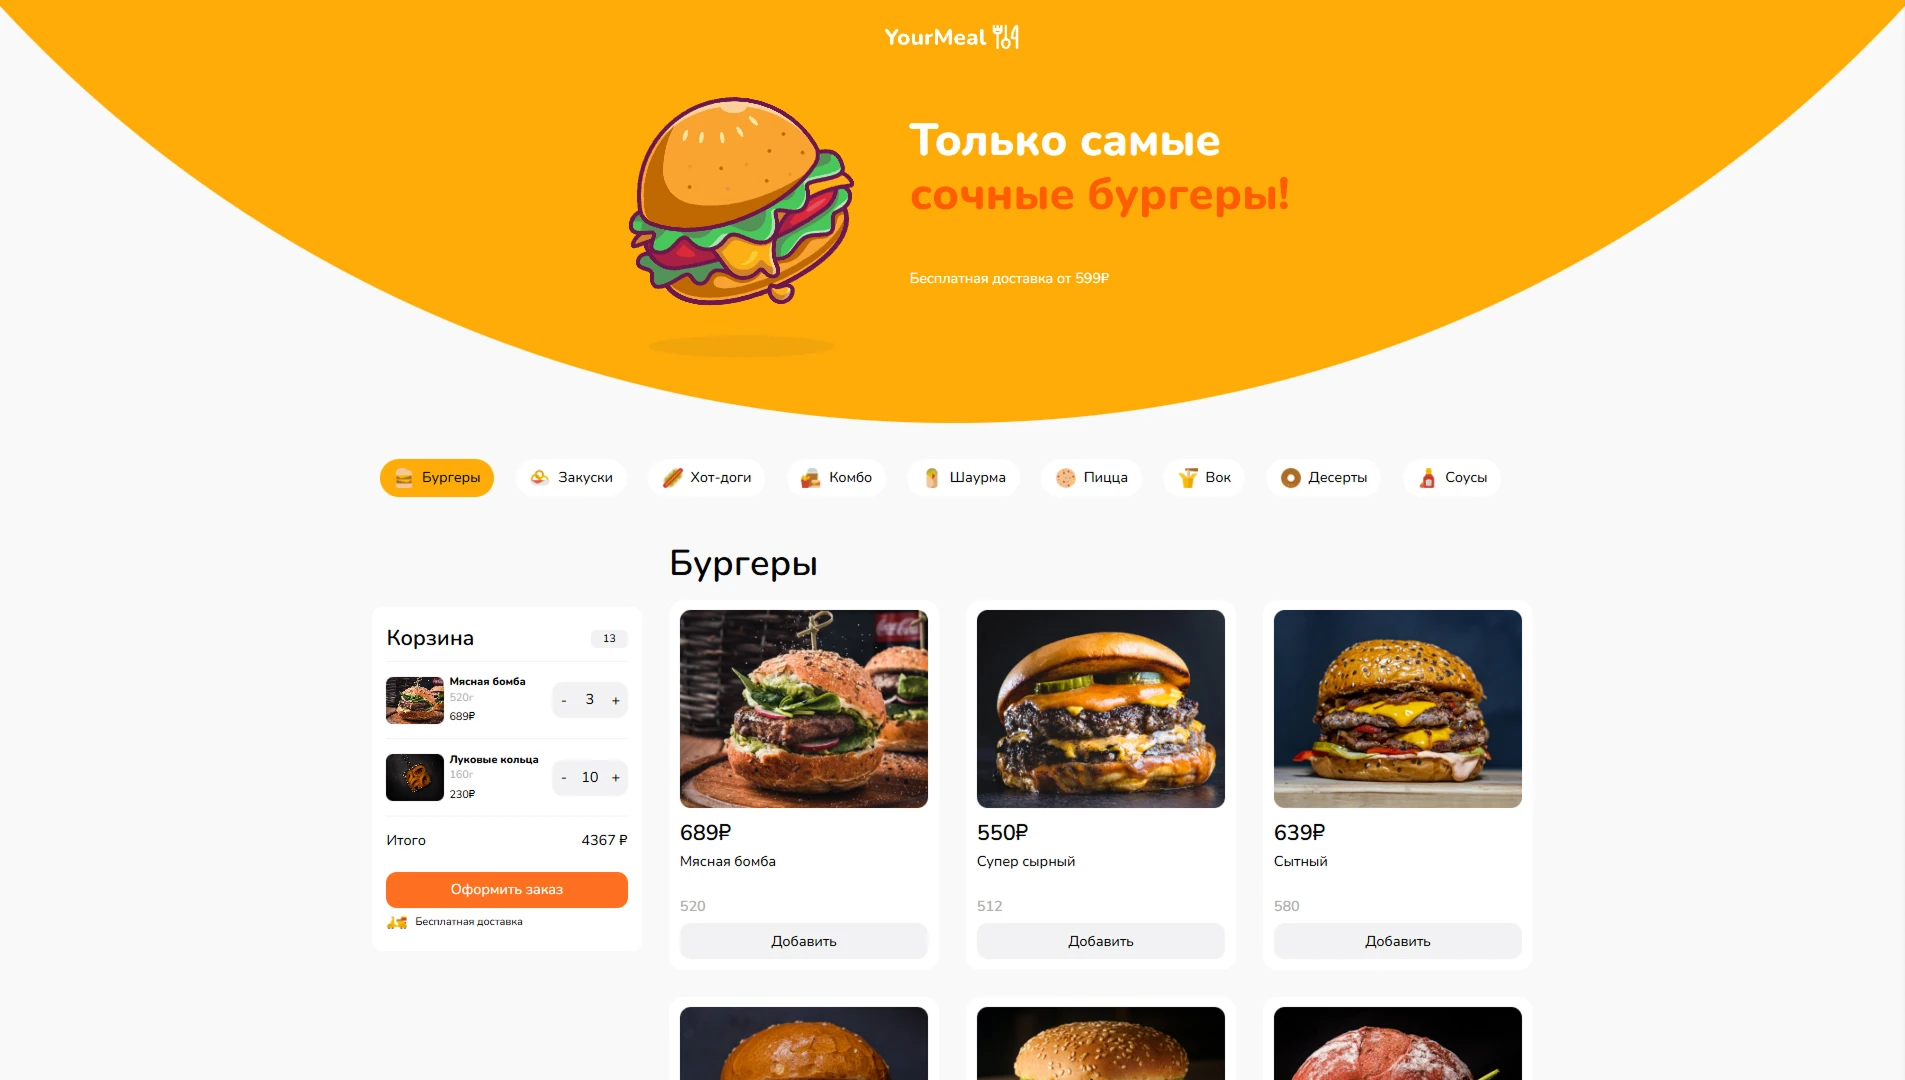 YourMeal
Только самые
сочные бургеры!
Бесплатная доставка от 599₽
Бургеры
Закуски
Хот-доги
Комбо
Шаурма
Пицца
Вок
Десерты
Соусы
Бургеры
Корзина
13
Мясная бомба
520г
689₽
- 3 +
Луковые кольца
160г
230₽
- 10 +
Итого
4367 ₽
Оформить заказ
Бесплатная доставка
689₽
Мясная бомба
520
Добавить
550₽
Супер сырный
512
Добавить
639₽
Сытный
580
Добавить